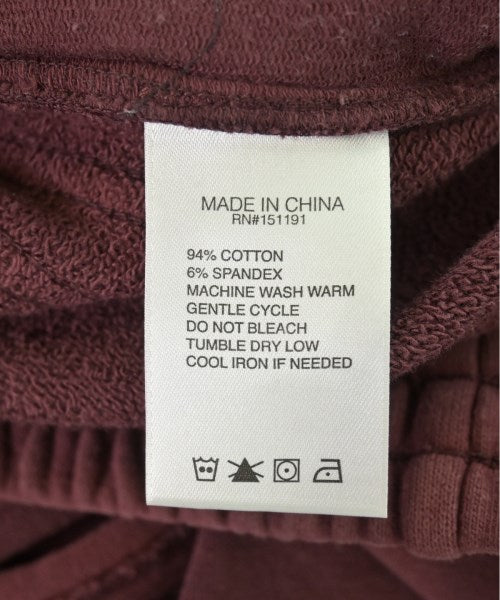 MADE IN CHINA
RN#151191
94% COTTON
6% SPANDEX
MACHINE WASH WARM
GENTLE CYCLE
DO NOT BLEACH
TUMBLE DRY LOW
COOL IRON IF NEEDED